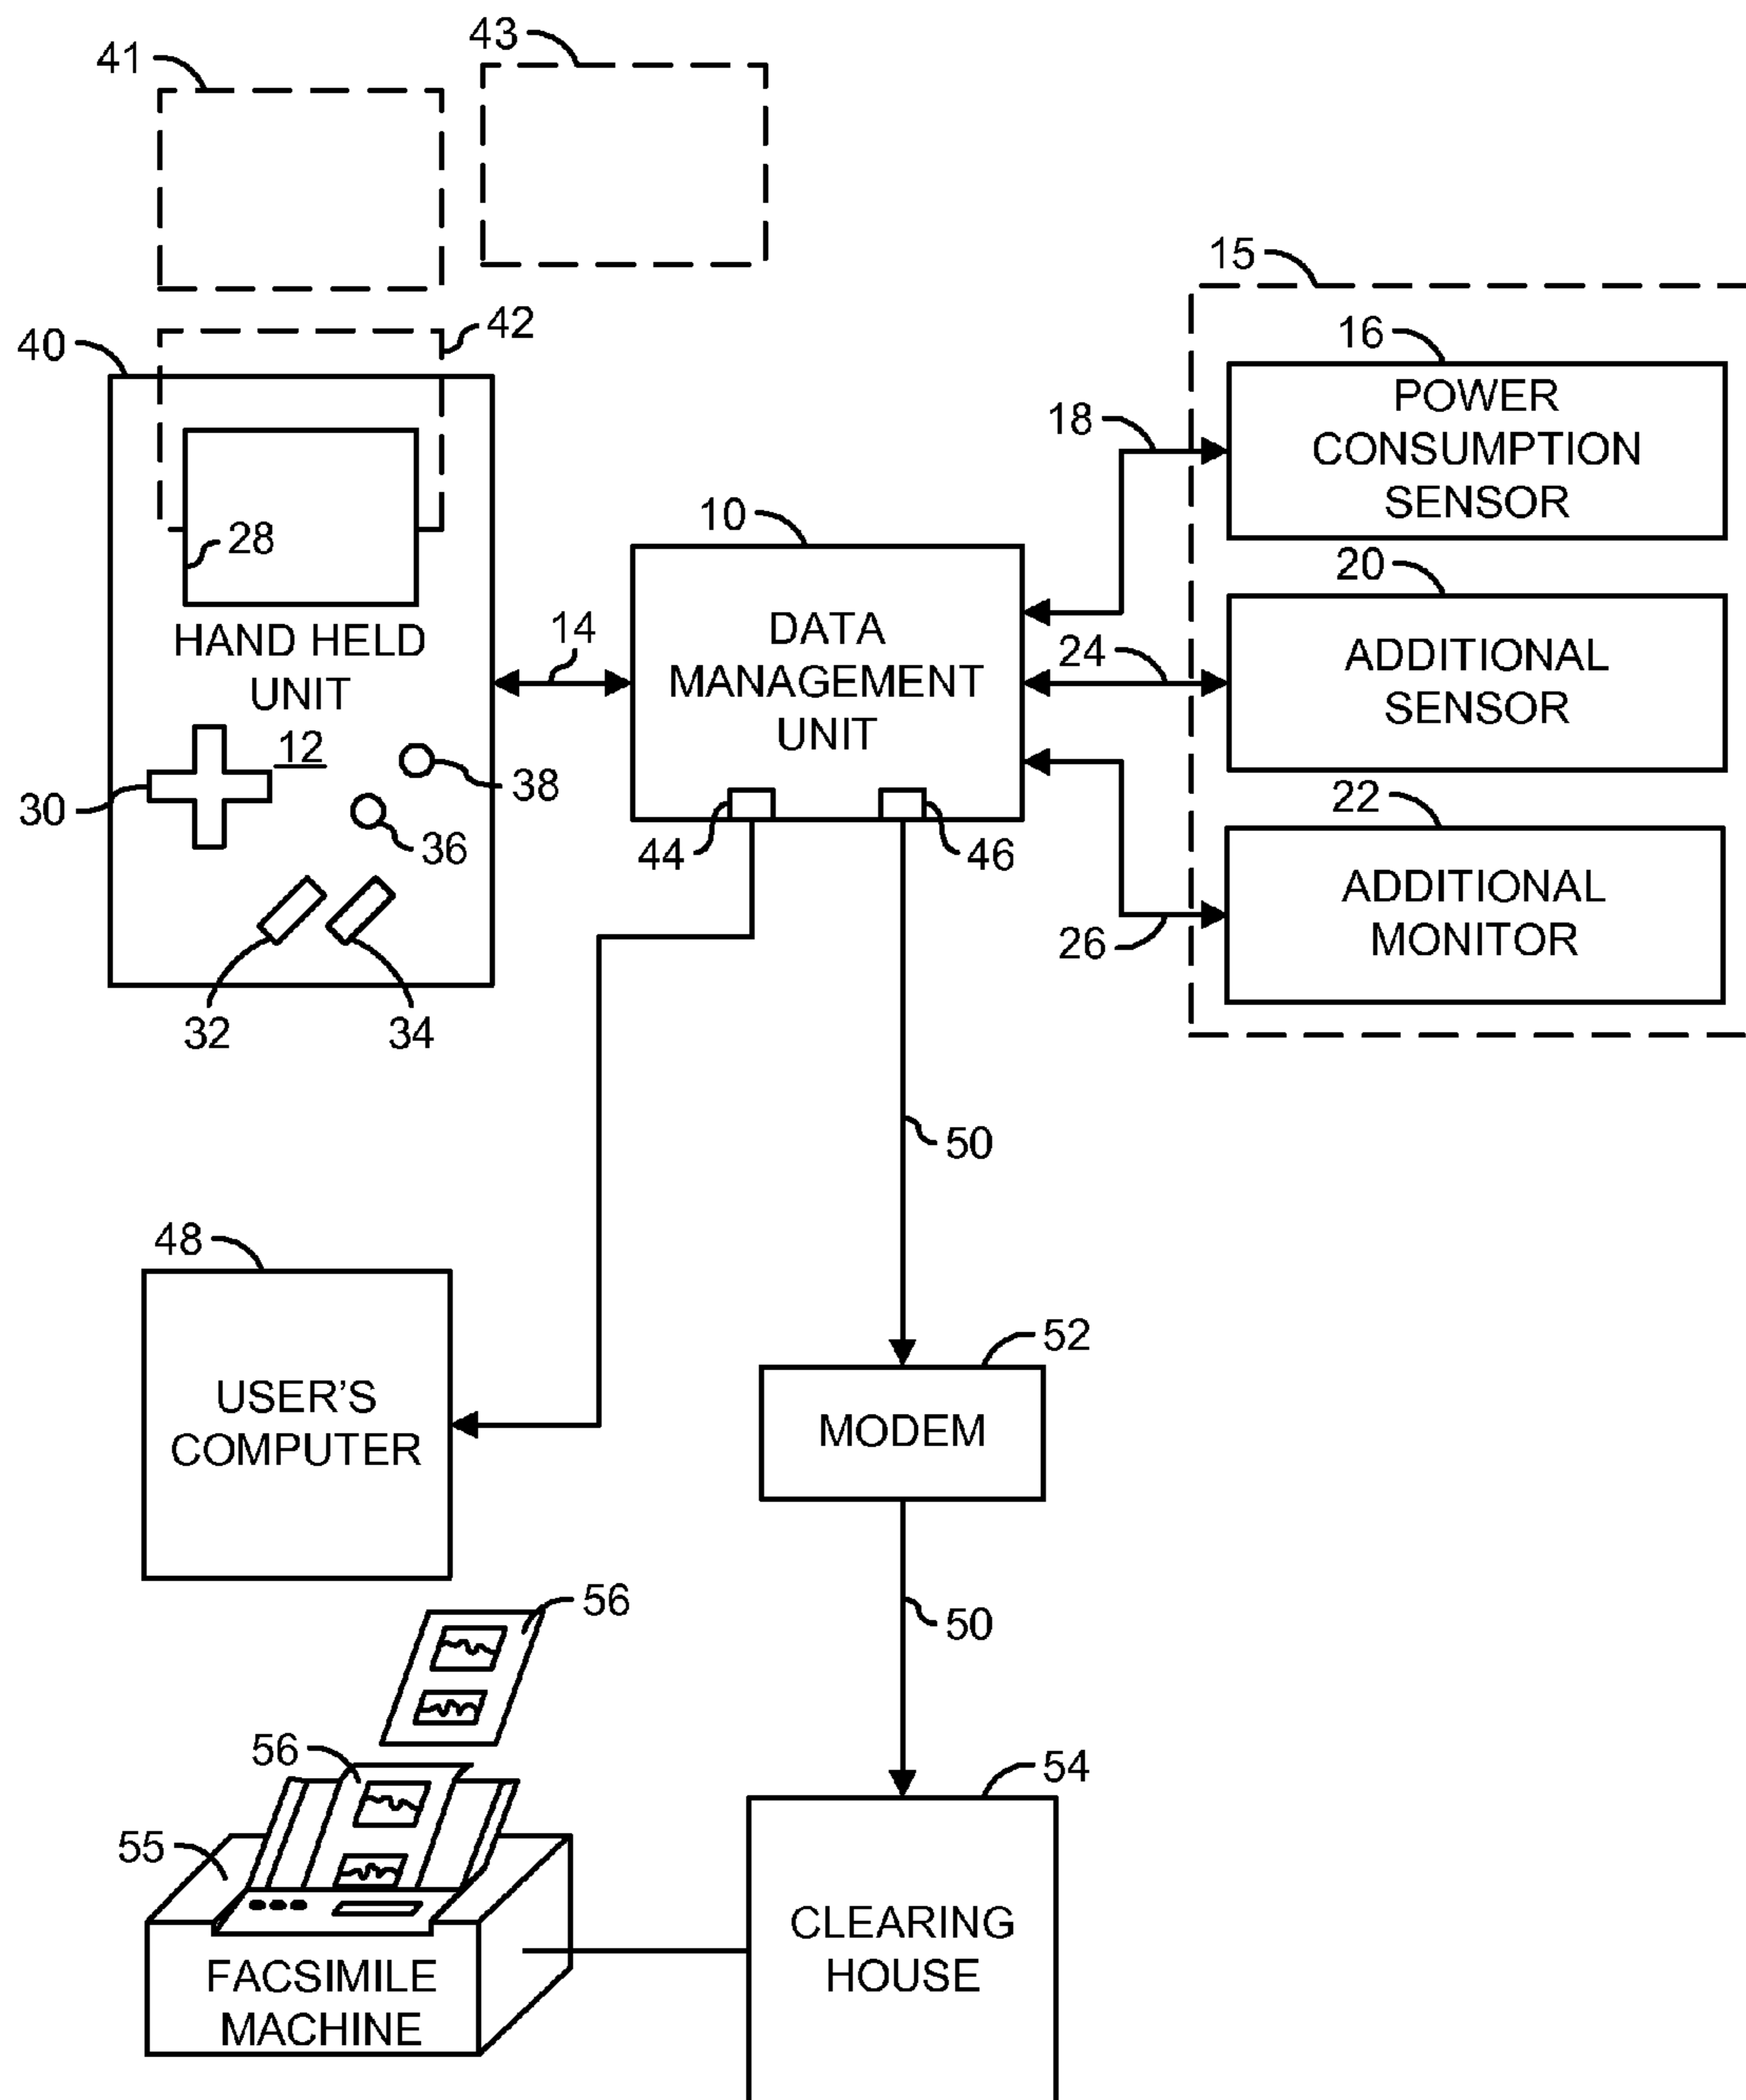 43
41
15
42
16
40
POWER
CONSUMPTION
SENSOR
18
10
28
20
HAND HELD
UNIT
14
DATA
MANAGEMENT
UNIT
24
ADDITIONAL
SENSOR
12
38
30
22
36
44
46
ADDITIONAL
MONITOR
26
32
34
50
48
52
USER'S
COMPUTER
MODEM
56
50
56
54
55
CLEARING
HOUSE
FACSIMILE
MACHINE